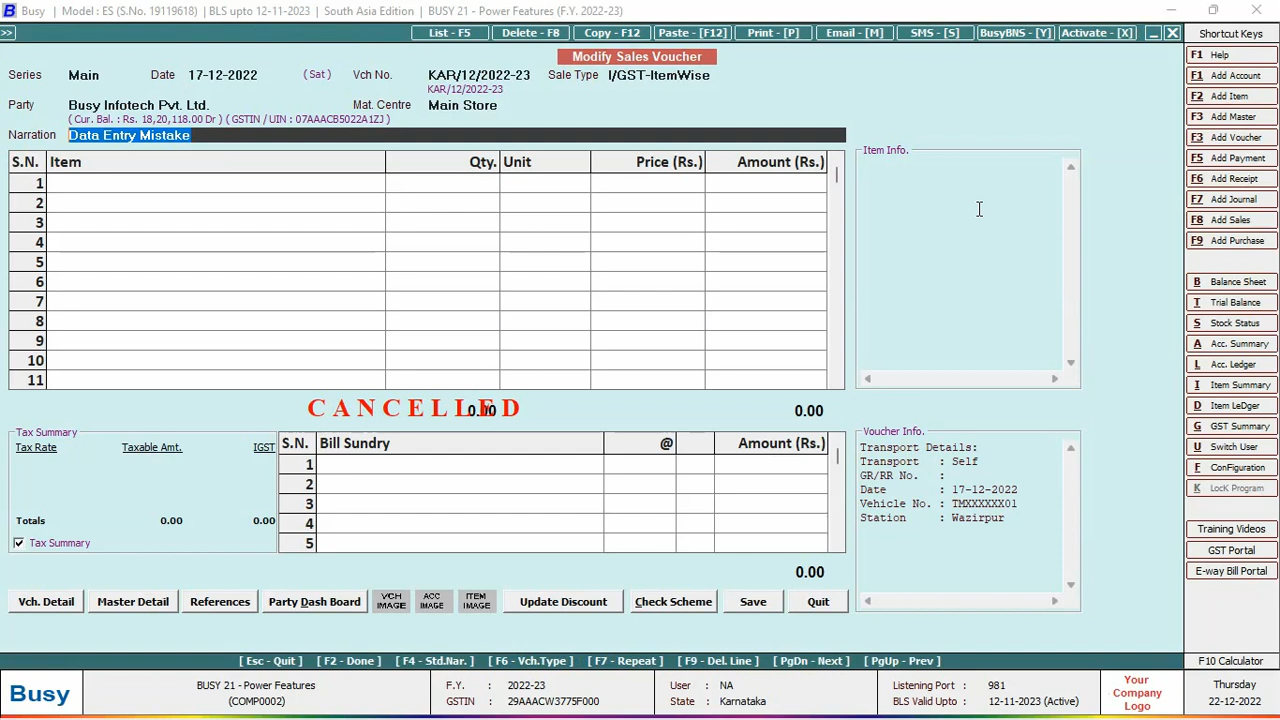 Busy | Model : ES (S.No. 19119618) | BLS upto 12-11-2023 | South Asia Edition | BUSY 21 - Power Features (F.Y. 2022-23)
>> List - F5 Delete - F8 Copy - F12 Paste - [F12] Print - [P] Email - [M] SMS - [S] BusyBNS - [Y] Activate - [X]
Modify Sales Voucher
Series Main Date 17-12-2022 (Sat) Vch No. KAR/12/2022-23 Sale Type I/GST-ItemWise
KAR/12/2022-23
Party Busy Infotech Pvt. Ltd. Mat. Centre Main Store
( Cur. Bal. : Rs. 18,20,118.00 Dr ) ( GSTIN / UIN : 07AAACB5022A1ZJ )
Narration Data Entry Mistake
S.N. Item Qty. Unit Price (Rs.) Amount (Rs.)
1
2
3
4
5
6
7
8
9
10
11
CANCELLED 0.00 0.00
Item Info.
Tax Summary
Tax Rate Taxable Amt. IGST
Totals 0.00 0.00
Tax Summary
S.N. Bill Sundry @ Amount (Rs.)
1
2
3
4
5
0.00
Voucher Info.
Transport Details:
Transport : Self
GR/RR No. :
Date : 17-12-2022
Vehicle No. : TMXXXXXX01
Station : Wazirpur
Vch. Detail Master Detail References Party Dash Board VCH IMAGE ACC IMAGE ITEM IMAGE Update Discount Check Scheme Save Quit
[ Esc - Quit ] [ F2 - Done ] [ F4 - Std.Nar. ] [ F6 - Vch.Type ] [ F7 - Repeat ] [ F9 - Del. Line ] [ PgDn - Next ] [ PgUp - Prev ]
Shortcut Keys
F1 Help
F1 Add Account
F2 Add Item
F3 Add Master
F3 Add Voucher
F5 Add Payment
F6 Add Receipt
F7 Add Journal
F8 Add Sales
F9 Add Purchase
B Balance Sheet
T Trial Balance
S Stock Status
A Acc. Summary
L Acc. Ledger
I Item Summary
D Item LeDger
G GST Summary
U Switch User
F ConFiguration
K LocK Program
Training Videos
GST Portal
E-way Bill Portal
F10 Calculator
Busy
BUSY 21 - Power Features
(COMP0002)
F.Y. : 2022-23
GSTIN : 29AAACW3775F000
User : NA
State : Karnataka
Listening Port : 981
BLS Valid Upto : 12-11-2023 (Active)
Your
Company
Logo
Thursday
22-12-2022